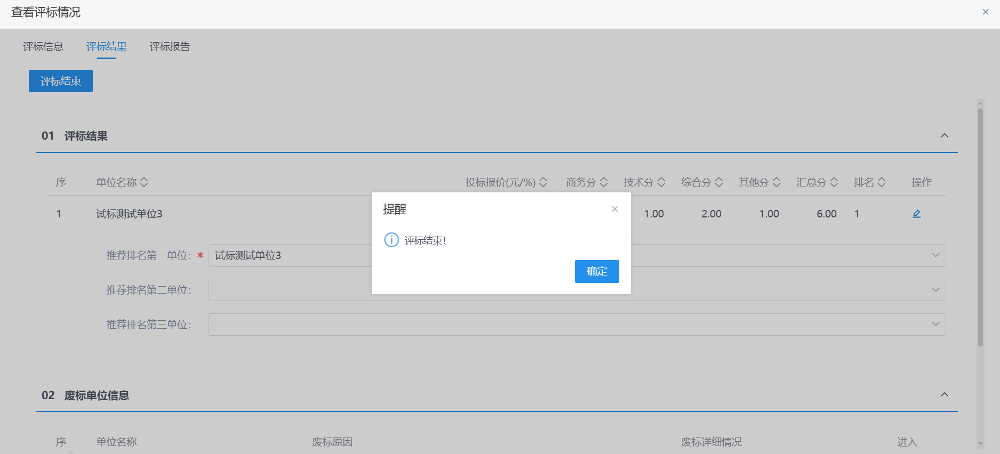 查看评标情况
评标信息 评标结果 评标报告
评标结束
01 评标结果
序 单位名称 投标报价(元/%) 商务分 技术分 综合分 其他分 汇总分 排名 操作
1 试标测试单位3 1.00 2.00 1.00 6.00 1
提醒
评标结束!
确定
推荐排名第一单位: * 试标测试单位3
推荐排名第二单位:
推荐排名第三单位:
02 废标单位信息
序 单位名称 废标原因 废标详细情况 进入